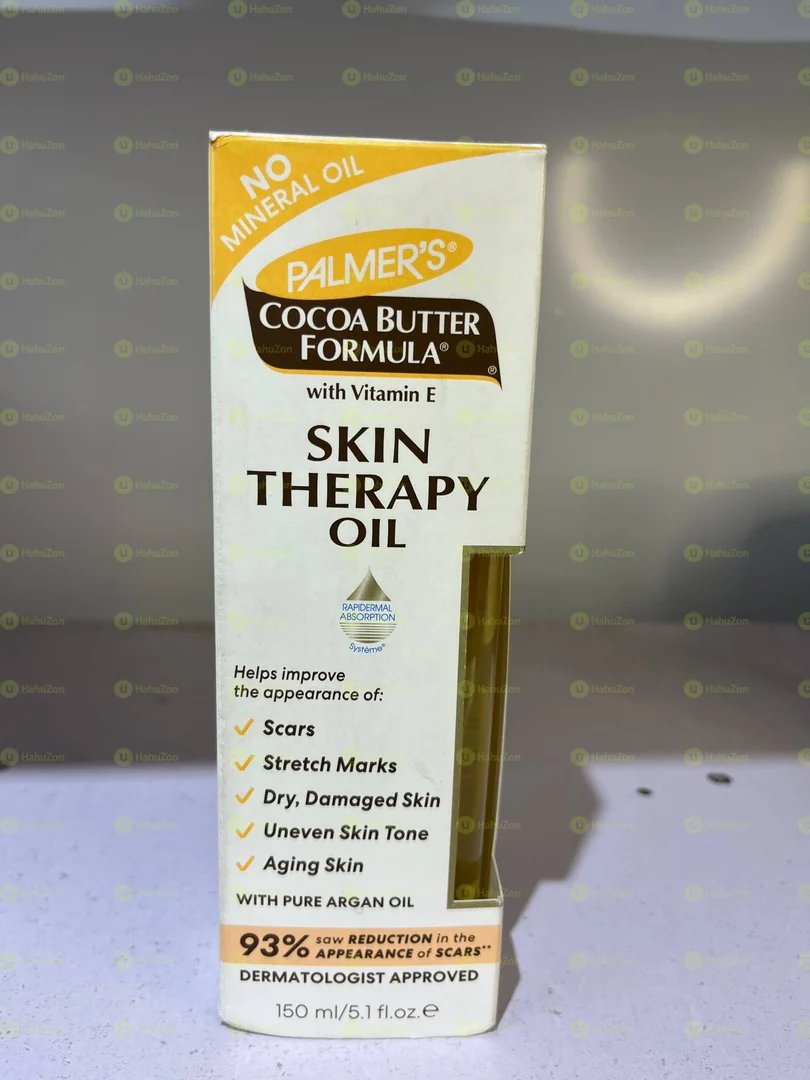 NO
MINERAL OIL
PALMER'S®
COCOA BUTTER
FORMULA®
®
with Vitamin E
SKIN
THERAPY
OIL
RAPIDERMAL
ABSORPTION
Système®
Helps improve
the appearance of:
✓ Scars
✓ Stretch Marks
✓ Dry, Damaged Skin
✓ Uneven Skin Tone
✓ Aging Skin
WITH PURE ARGAN OIL
93% saw REDUCTION in the
APPEARANCE of SCARS**
DERMATOLOGIST APPROVED
150 ml/5.1 fl.oz.℮
HahuZon